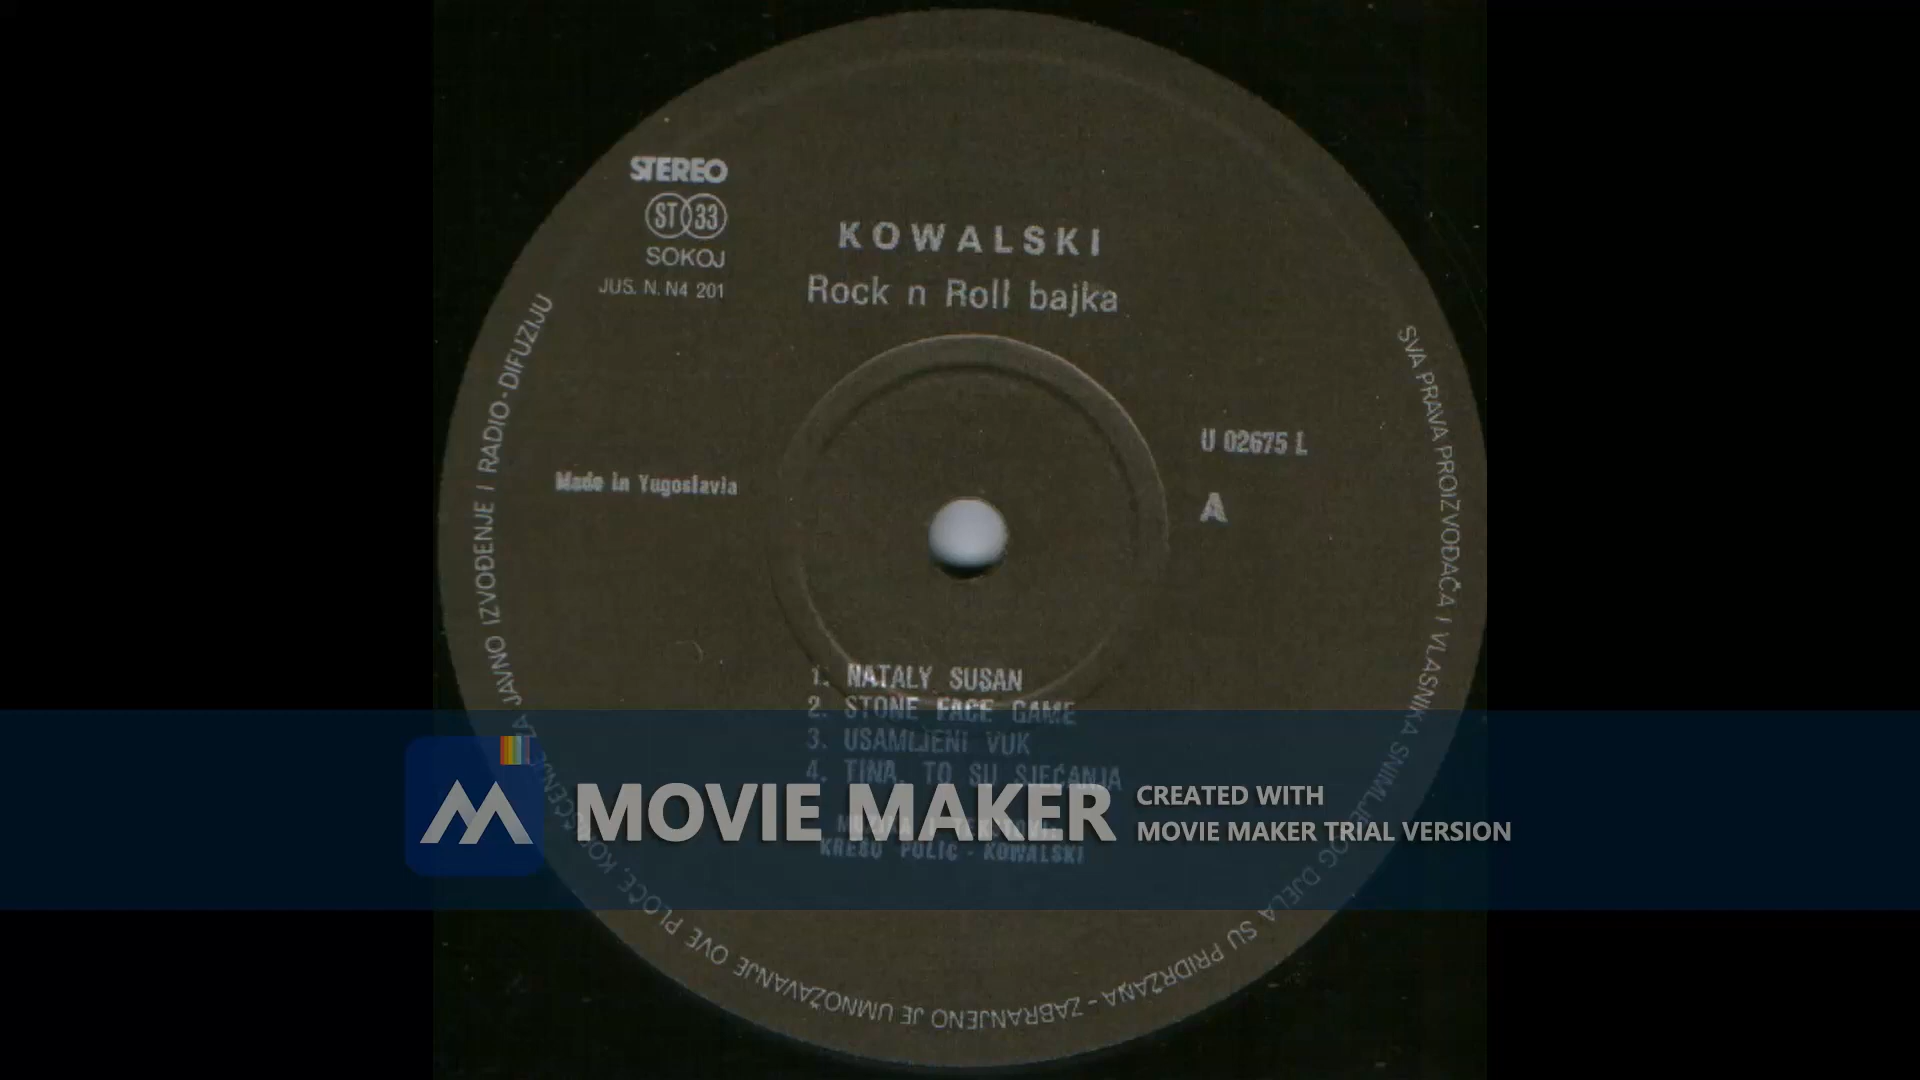 STEREO
ST 33
SOKOJ
JUS. N. N4 201
KOWALSKI
Rock n Roll bajka
Made in Yugoslavia
U 02675 L
A
1. NATALY SUSAN
2. STONE FACE GAME
3. USAMLJENI VUK
4. TINA, TO SU SJEĆANJA
KREŠO POLIĆ - KOWALSKI
SVA PRAVA PROIZVOĐAČA I VLASNIKA SNIMLJENOG DJELA SU PRIDRŽANA - ZABRANJENO JE UMNOŽAVANJE OVE PLOČE, KORIŠĆENJE ZA JAVNO IZVOĐENJE I RADIO-DIFUZIJU
MOVIE MAKER
CREATED WITH
MOVIE MAKER TRIAL VERSION